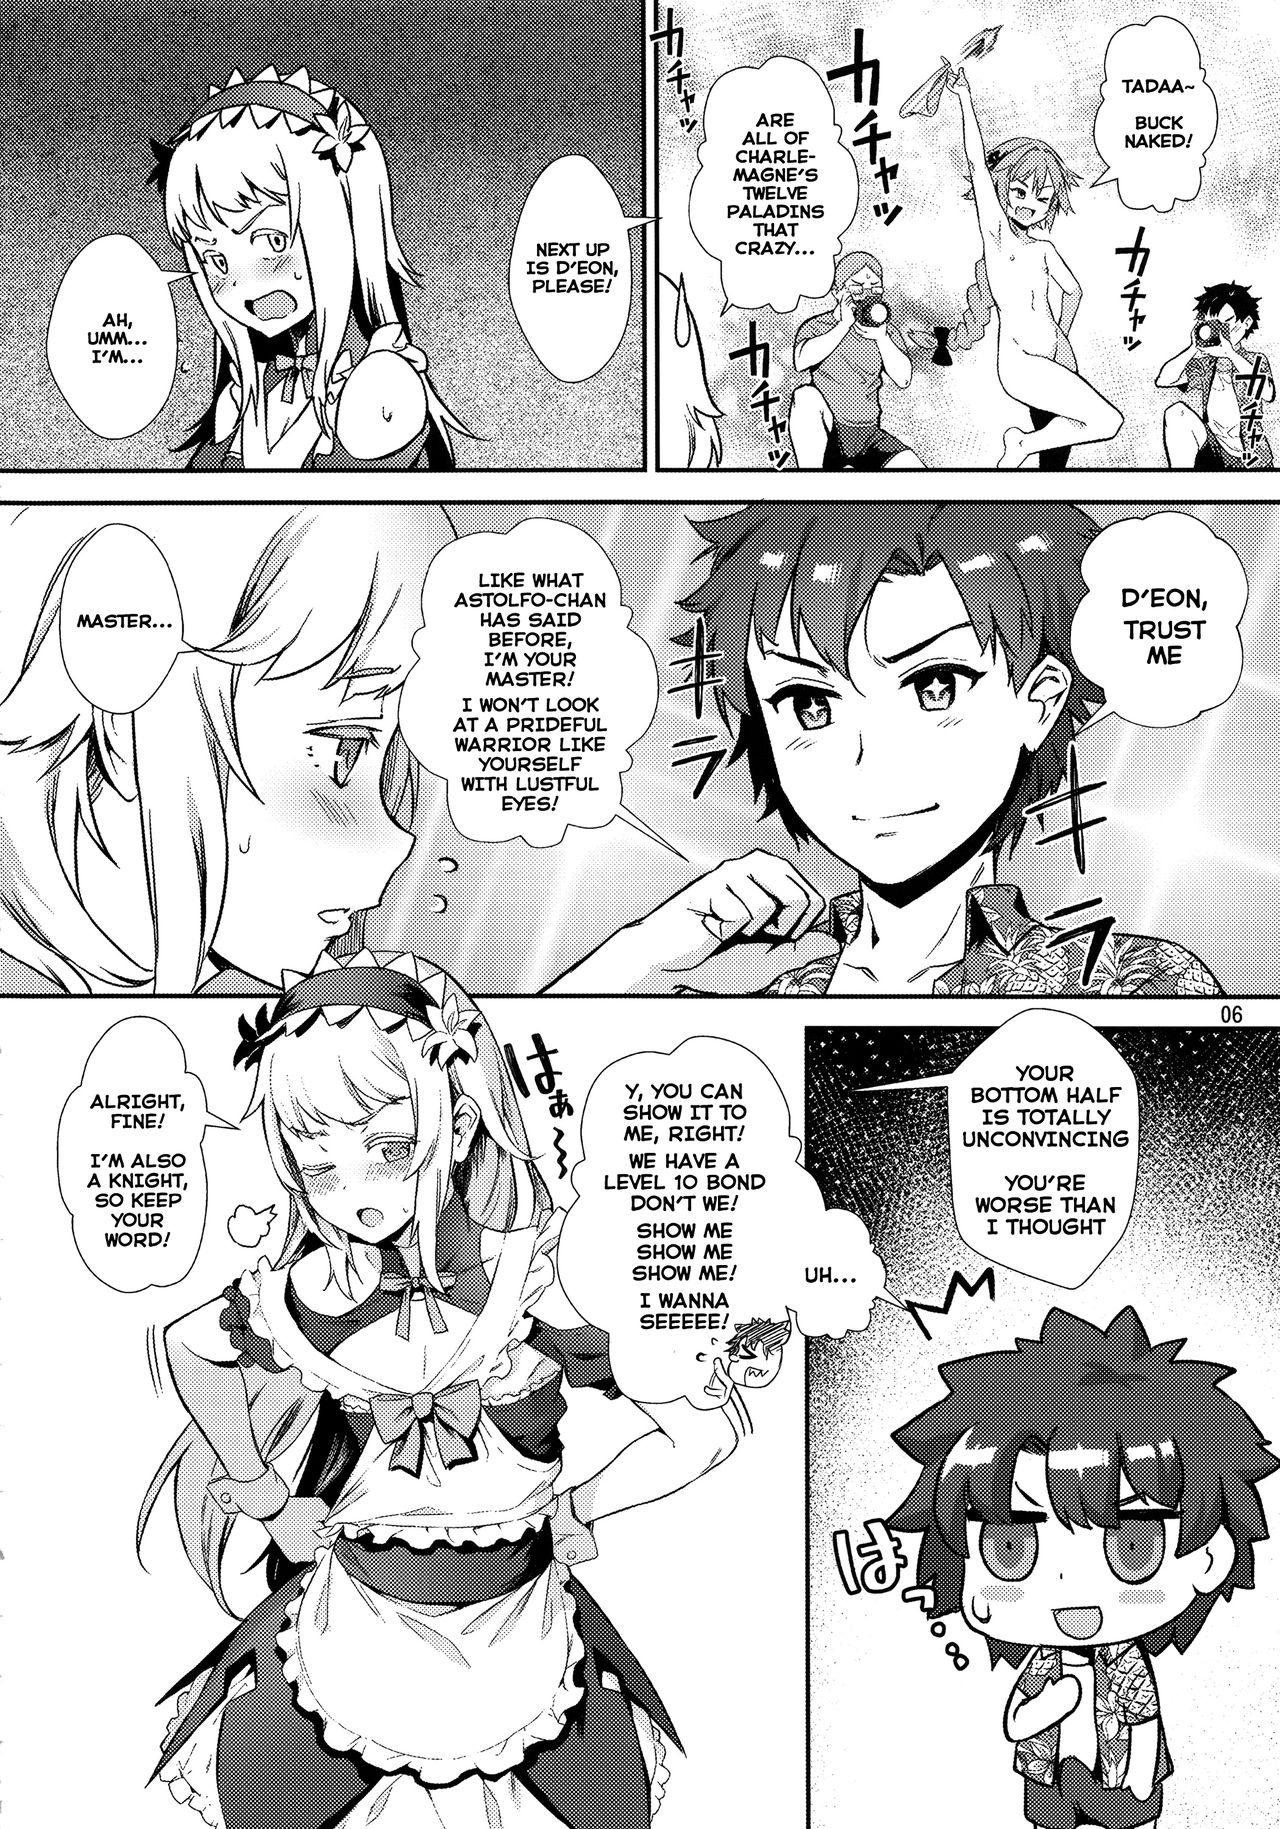 TADAA~
BUCK
NAKED!
カチャッ
カチャッ
カチャッ
カチャッ
カチャッ
ARE
ALL OF
CHARLE-
MAGNE'S
TWELVE
PALADINS
THAT
CRAZY...
NEXT UP
IS D'EON,
PLEASE!
AH,
UMM...
I'M...
D'EON,
TRUST
ME
キラ
キラ
LIKE WHAT
ASTOLFO-CHAN
HAS SAID
BEFORE,
I'M YOUR
MASTER!
I WON'T LOOK
AT A PRIDEFUL
WARRIOR LIKE
YOURSELF
WITH LUSTFUL
EYES!
MASTER...
06
YOUR
BOTTOM HALF
IS TOTALLY
UNCONVINCING
YOU'RE
WORSE THAN
I THOUGHT
はっ
UH...
Y, YOU CAN
SHOW IT TO
ME, RIGHT!
WE HAVE A
LEVEL 10 BOND
DON'T WE!
SHOW ME
SHOW ME
SHOW ME!
I WANNA
SEEEEE!
はぁ〜
ALRIGHT,
FINE!
I'M ALSO
A KNIGHT,
SO KEEP
YOUR
WORD!